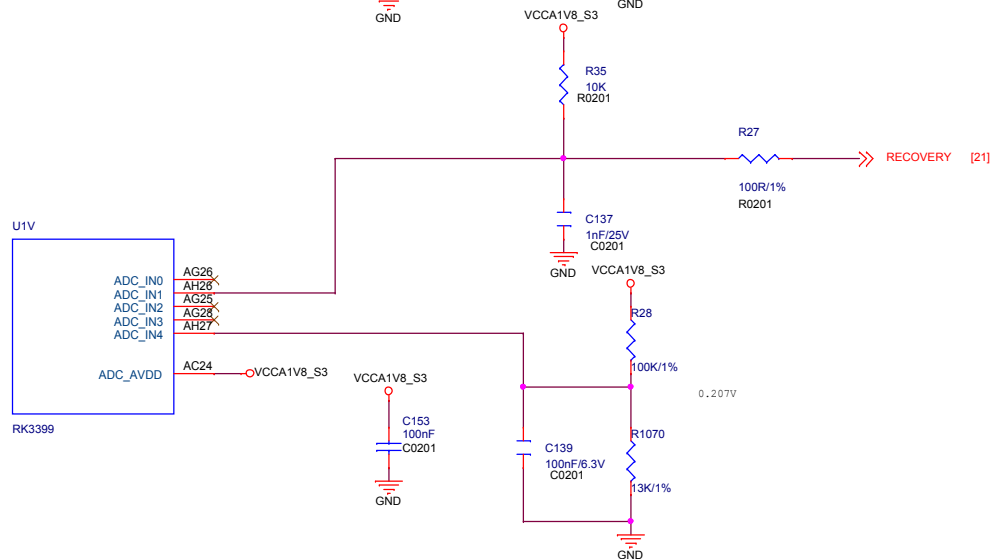 GND
GND
VCCA1V8_S3
R35
10K
R0201
R27
RECOVERY [21]
100R/1%
R0201
C137
1nF/25V
C0201
GND
U1V
ADC_IN0 AG26
ADC_IN1 AH26
ADC_IN2 AG25
ADC_IN3 AG28
ADC_IN4 AH27
ADC_AVDD AC24 VCCA1V8_S3
RK3399
VCCA1V8_S3
R28
100K/1%
0.207V
VCCA1V8_S3
C153
100nF
C0201
GND
C139
100nF/6.3V
C0201
R1070
13K/1%
GND